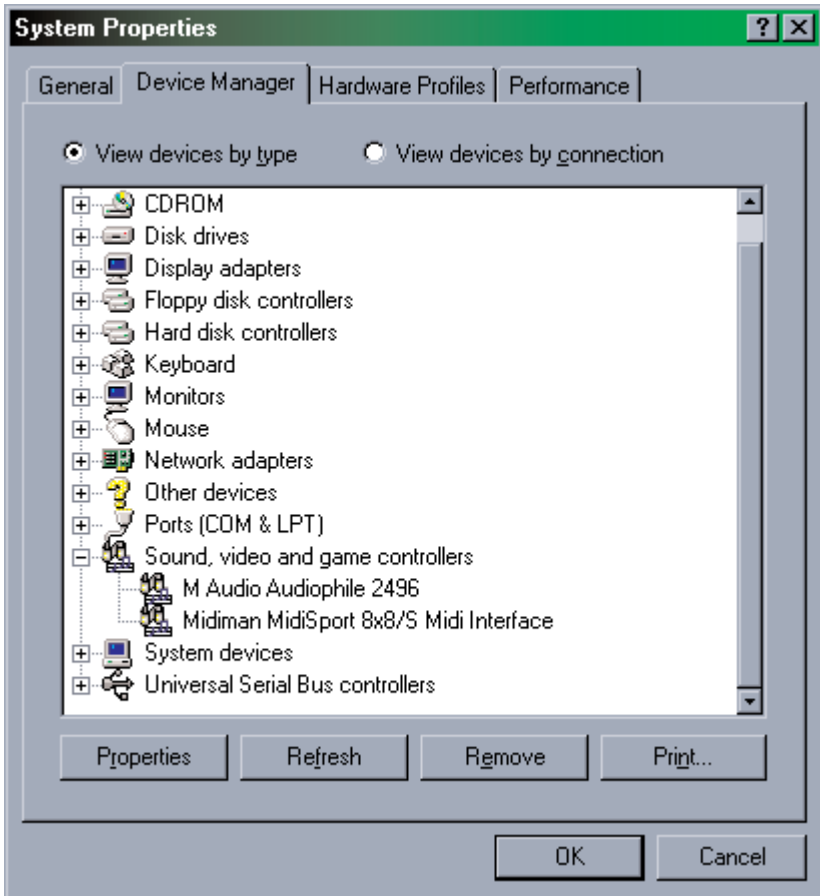 System Properties
General Device Manager Hardware Profiles Performance
View devices by type View devices by connection
CDROM
Disk drives
Display adapters
Floppy disk controllers
Hard disk controllers
Keyboard
Monitors
Mouse
Network adapters
Other devices
Ports (COM & LPT)
Sound, video and game controllers
M Audio Audiophile 2496
Midiman MidiSport 8x8/S Midi Interface
System devices
Universal Serial Bus controllers
Properties Refresh Remove Print...
OK Cancel